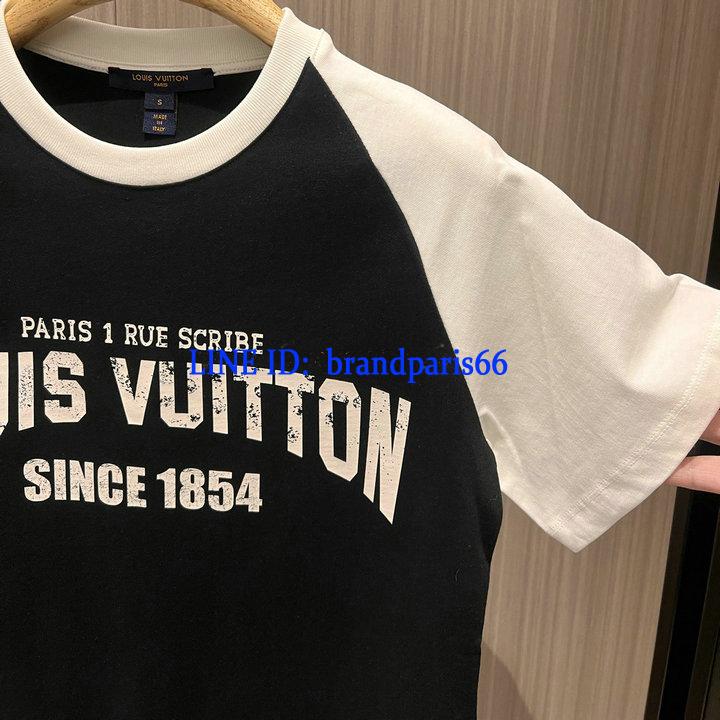 LOUIS VUITTON
PARIS
S
MADE
IN
ITALY
PARIS 1 RUE SCRIBE
LINE ID: brandparis66
UIS VUITTON
SINCE 1854